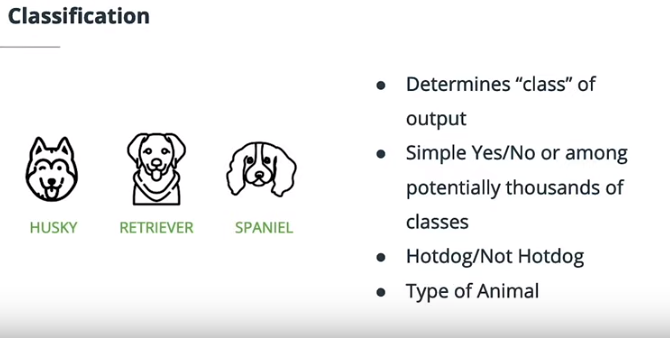 Classification
HUSKY
RETRIEVER
SPANIEL
● Determines “class” of
output
● Simple Yes/No or among
potentially thousands of
classes
● Hotdog/Not Hotdog
● Type of Animal